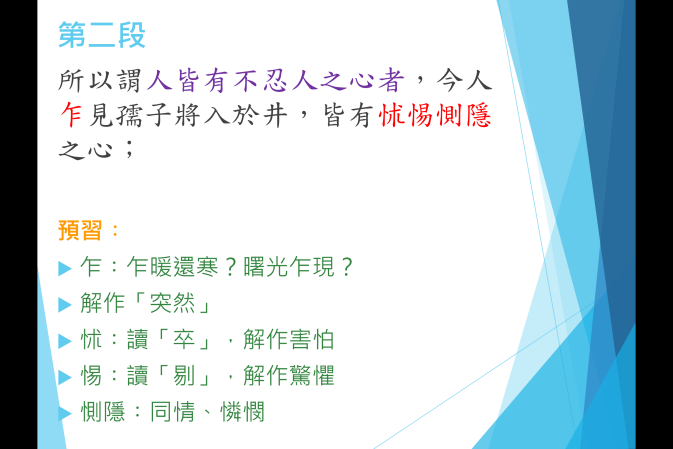 第二段
所以謂人皆有不忍人之心者，今人
乍見孺子將入於井，皆有怵惕惻隱
之心；
預習：
乍：乍暖還寒？曙光乍現？
解作「突然」
怵：讀「卒」，解作害怕
惕：讀「剔」，解作驚懼
惻隱：同情、憐憫